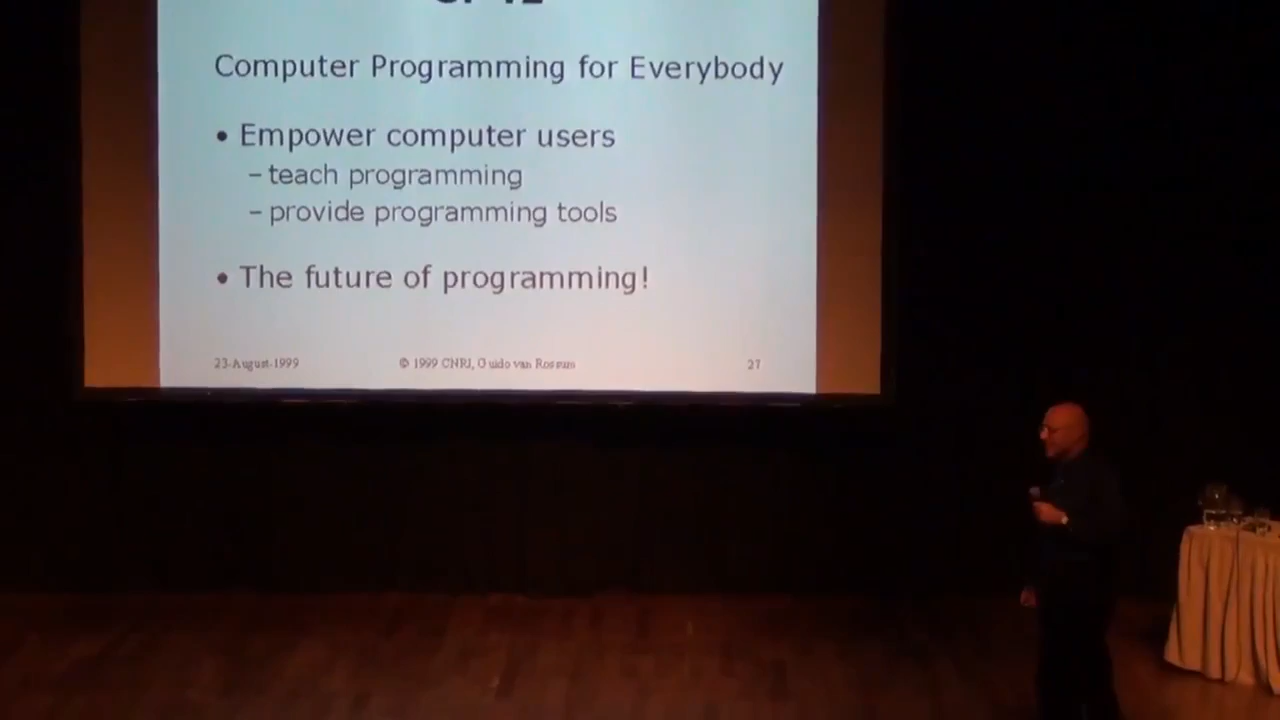 Computer Programming for Everybody
• Empower computer users
– teach programming
– provide programming tools
• The future of programming!
23-August-1999 © 1999 CNRI, Guido van Rossum 27